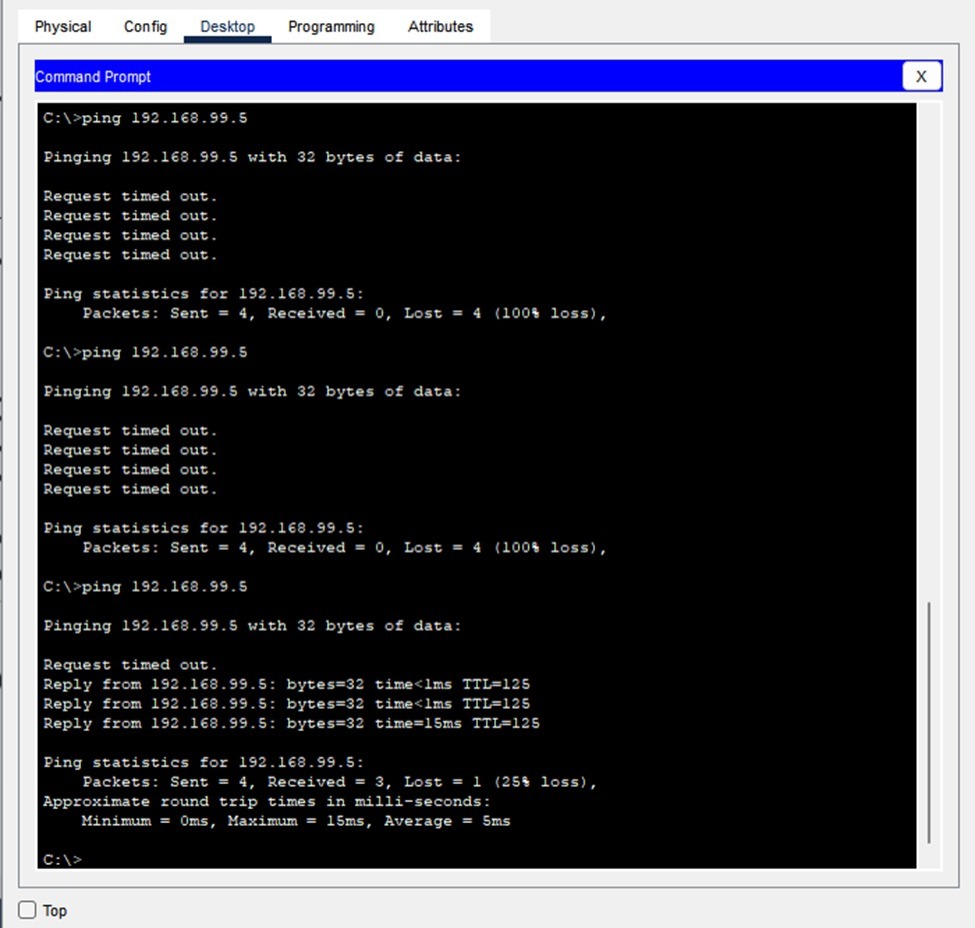 Physical Config Desktop Programming Attributes
Command Prompt X
C:\>ping 192.168.99.5
Pinging 192.168.99.5 with 32 bytes of data:
Request timed out.
Request timed out.
Request timed out.
Request timed out.
Ping statistics for 192.168.99.5:
Packets: Sent = 4, Received = 0, Lost = 4 (100% loss),
C:\>ping 192.168.99.5
Pinging 192.168.99.5 with 32 bytes of data:
Request timed out.
Request timed out.
Request timed out.
Request timed out.
Ping statistics for 192.168.99.5:
Packets: Sent = 4, Received = 0, Lost = 4 (100% loss),
C:\>ping 192.168.99.5
Pinging 192.168.99.5 with 32 bytes of data:
Request timed out.
Reply from 192.168.99.5: bytes=32 time<1ms TTL=125
Reply from 192.168.99.5: bytes=32 time<1ms TTL=125
Reply from 192.168.99.5: bytes=32 time=15ms TTL=125
Ping statistics for 192.168.99.5:
Packets: Sent = 4, Received = 3, Lost = 1 (25% loss),
Approximate round trip times in milli-seconds:
Minimum = 0ms, Maximum = 15ms, Average = 5ms
C:\>
Top